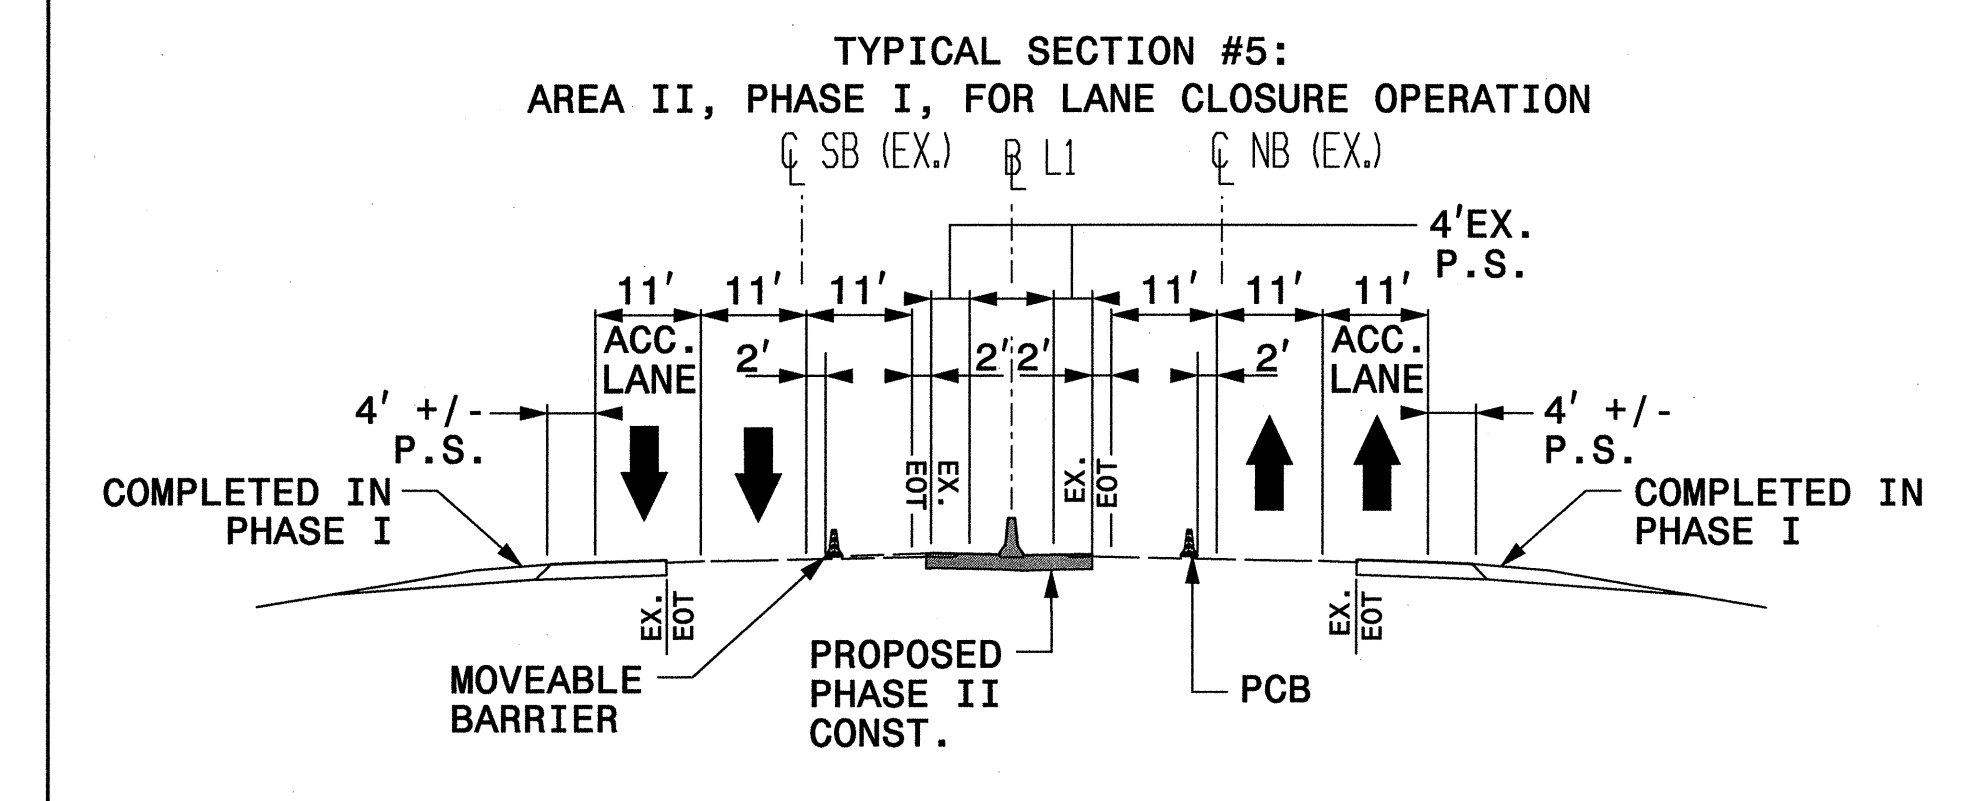 TYPICAL SECTION #5:
AREA II, PHASE I, FOR LANE CLOSURE OPERATION
℄ SB (EX.)
BL L1
℄ NB (EX.)
4'EX.
P.S.
11'
11'
11'
11'
11'
11'
ACC.
LANE
2'
2'
2'
2'
ACC.
LANE
4' +/-
P.S.
4' +/-
P.S.
EX.
EOT
EX.
EOT
COMPLETED IN
PHASE I
COMPLETED IN
PHASE I
EX.
EOT
EX.
EOT
MOVEABLE
BARRIER
PROPOSED
PHASE II
CONST.
PCB